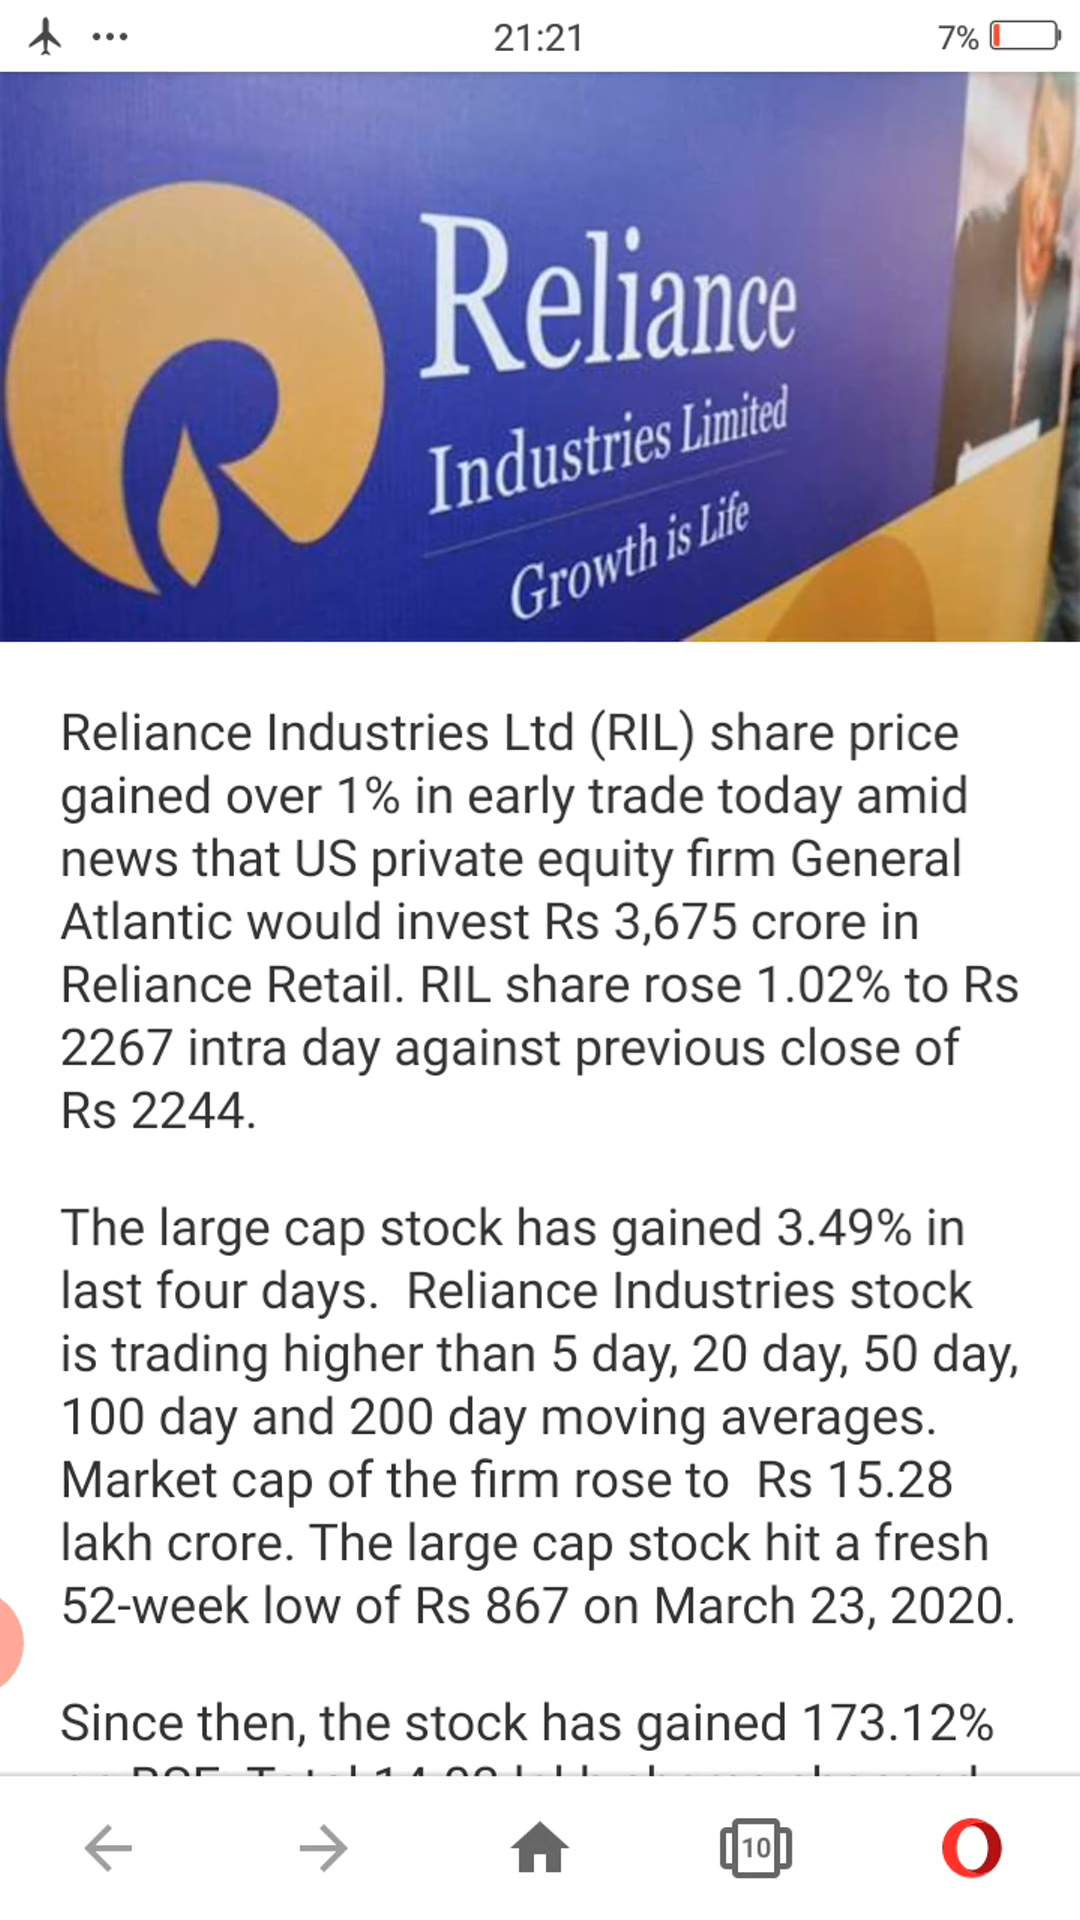 21:21
7%
Reliance
Industries Limited
Growth is Life
Reliance Industries Ltd (RIL) share price
gained over 1% in early trade today amid
news that US private equity firm General
Atlantic would invest Rs 3,675 crore in
Reliance Retail. RIL share rose 1.02% to Rs
2267 intra day against previous close of
Rs 2244.
The large cap stock has gained 3.49% in
last four days.  Reliance Industries stock
is trading higher than 5 day, 20 day, 50 day,
100 day and 200 day moving averages.
Market cap of the firm rose to  Rs 15.28
lakh crore. The large cap stock hit a fresh
52-week low of Rs 867 on March 23, 2020.
Since then, the stock has gained 173.12%
10